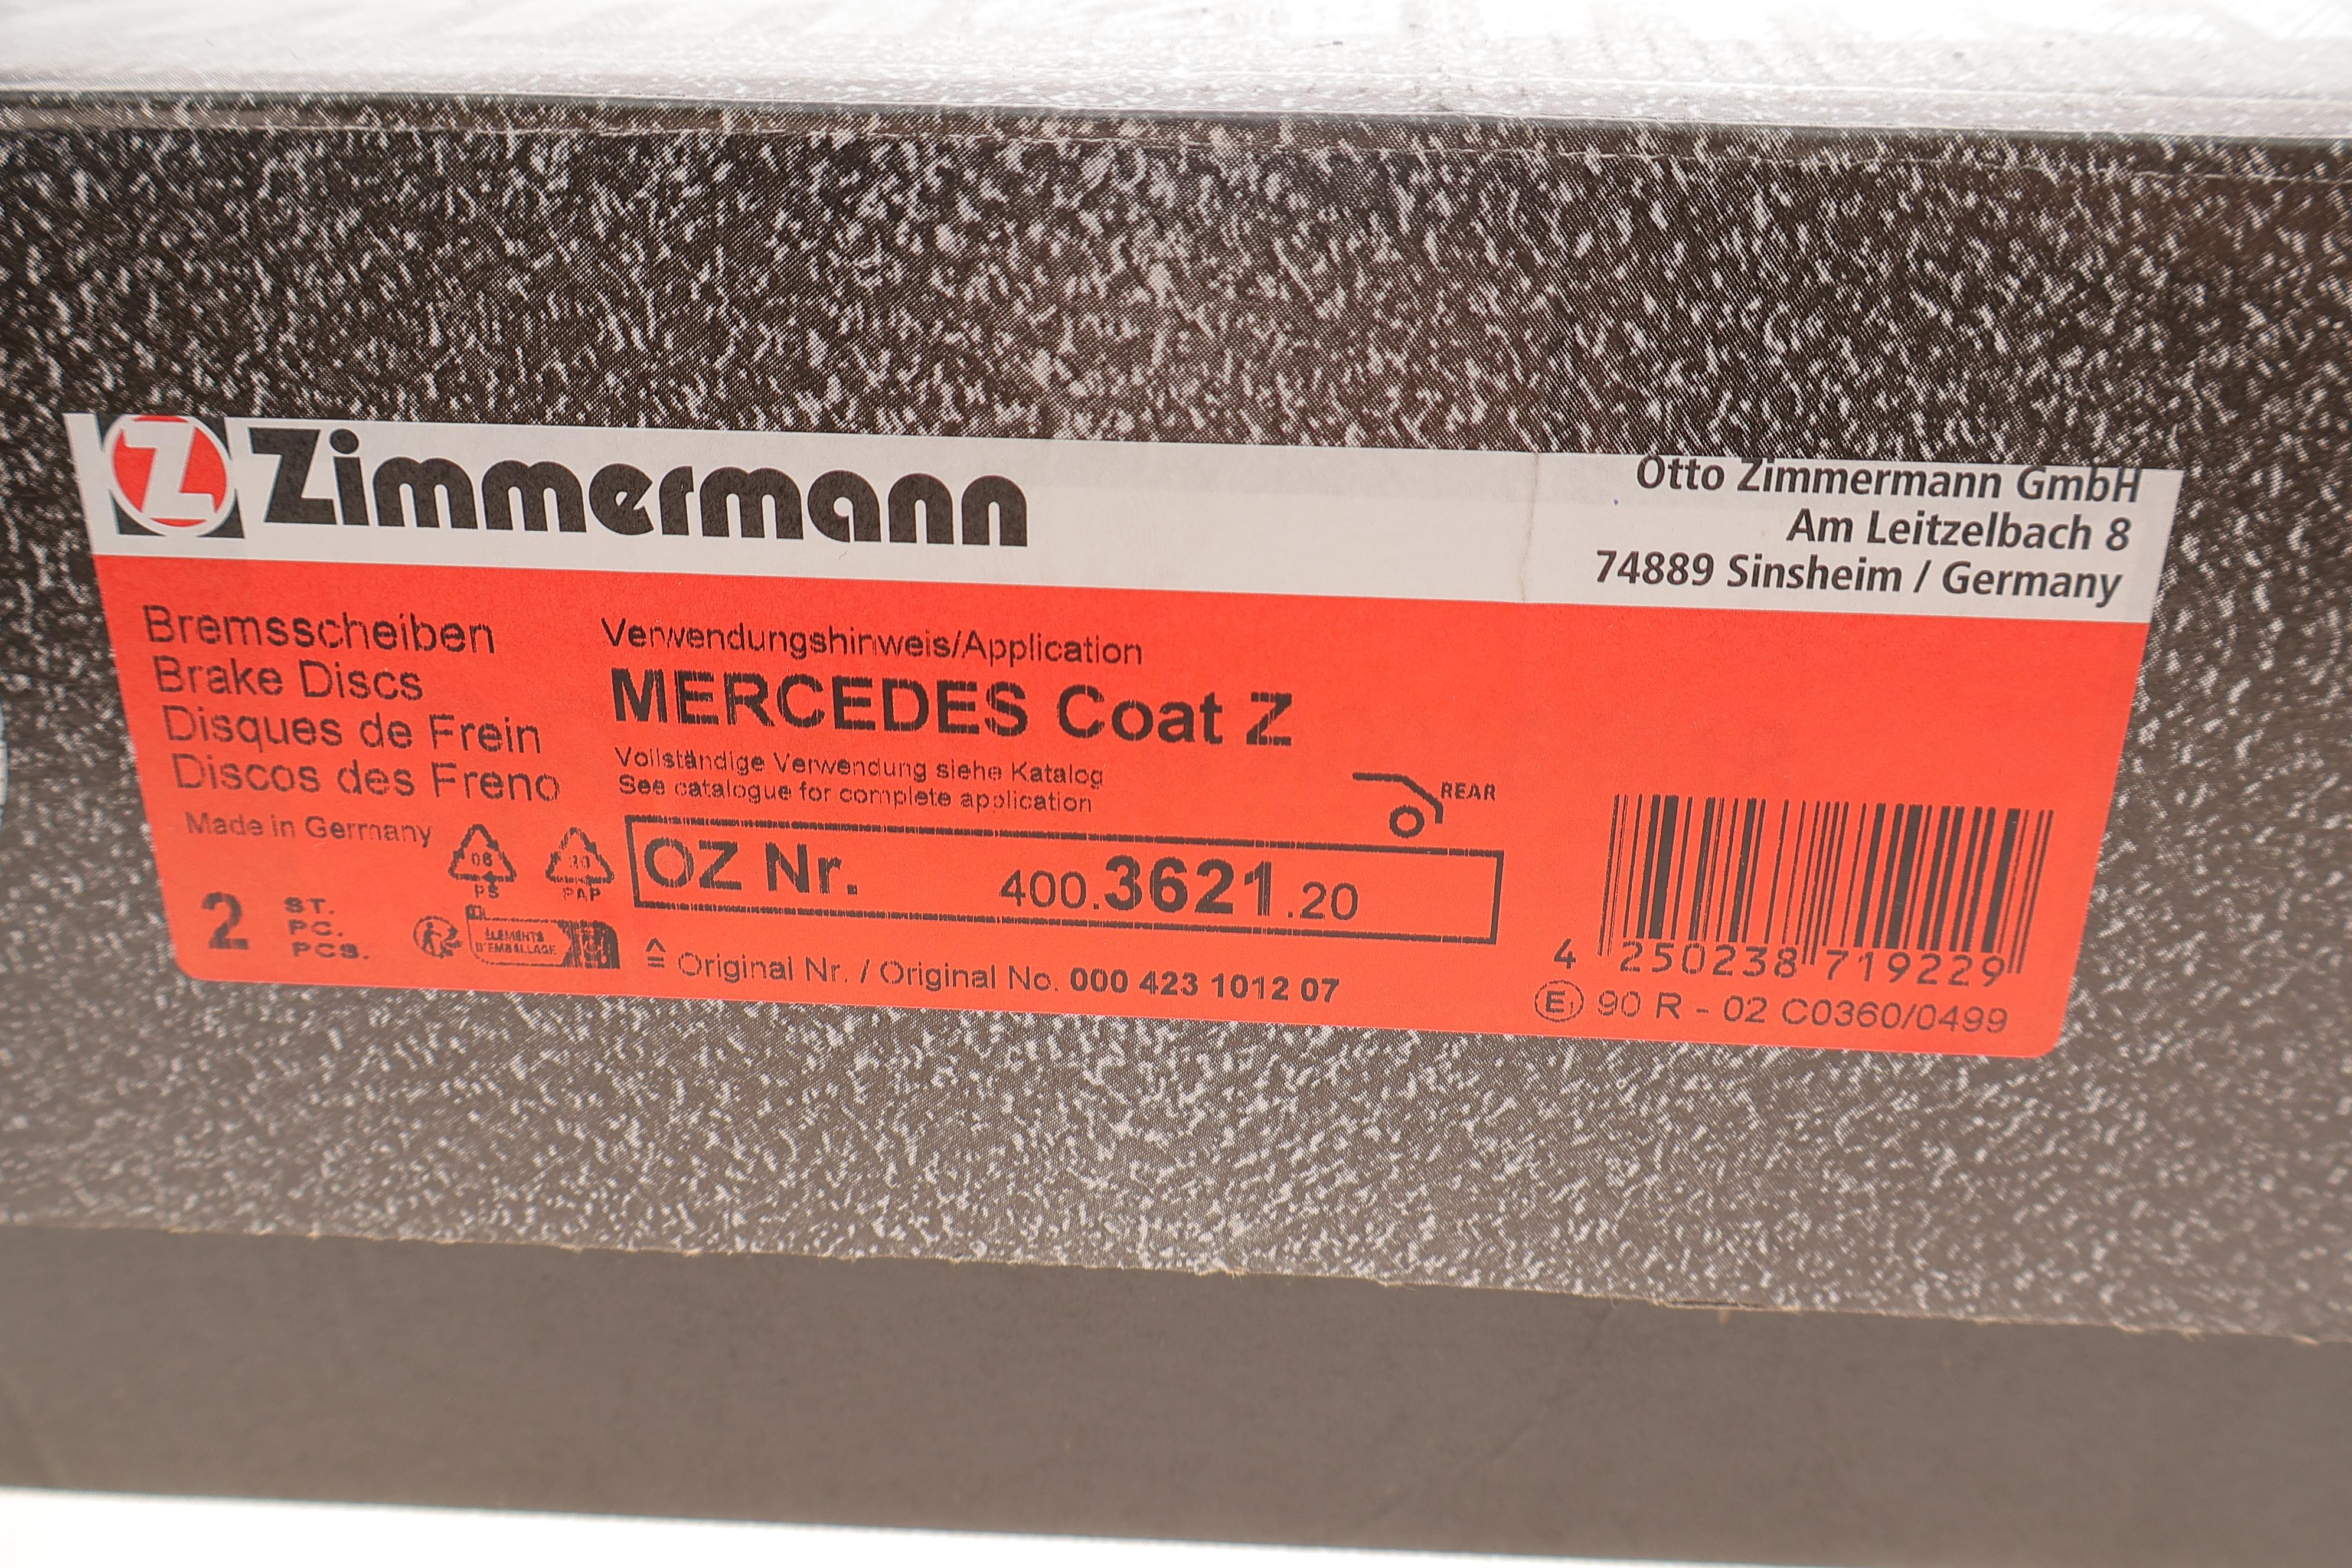 Z Zimmermann
Otto Zimmermann GmbH
Am Leitzelbach 8
74889 Sinsheim / Germany
Bremsscheiben
Brake Discs
Disques de Frein
Discos des Freno
Made in Germany
06
PS
PAP
2 ST.
PC.
PCS.
ÉLÉMENTS
D'EMBALLAGE
Verwendungshinweis/Application
MERCEDES Coat Z
Vollständige Verwendung siehe Katalog
See catalogue for complete application
REAR
OZ Nr. 400.3621.20
≙ Original Nr. / Original No. 000 423 1012 07
4 250238 719229
E1 90 R - 02 C0360/0499